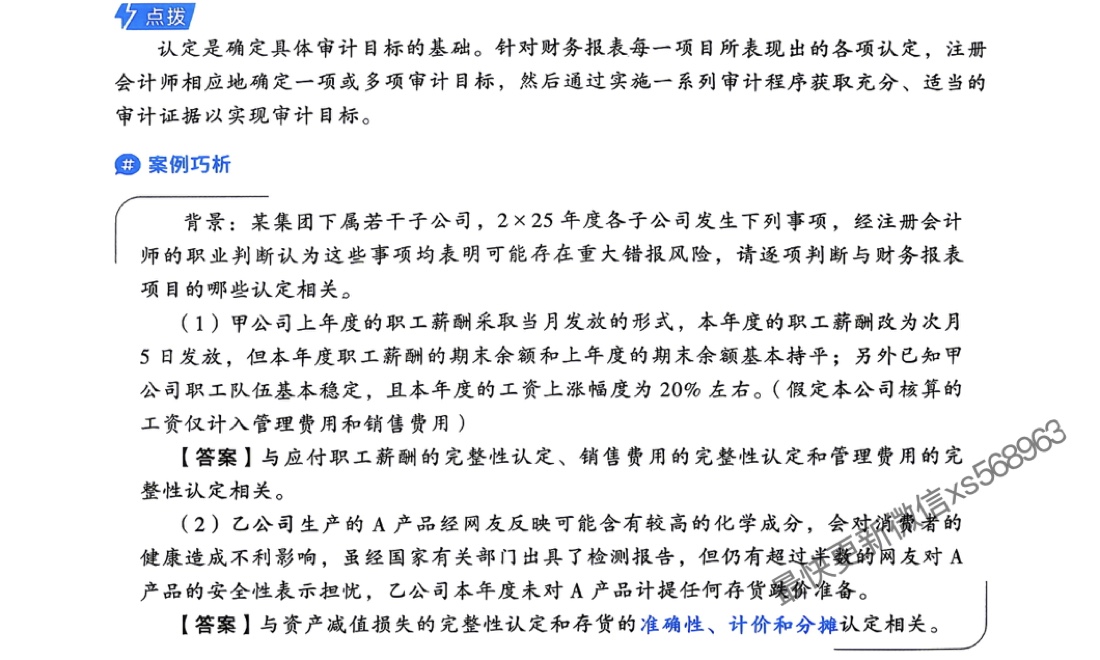 点拨
认定是确定具体审计目标的基础。针对财务报表每一项目所表现出的各项认定，注册
会计师相应地确定一项或多项审计目标，然后通过实施一系列审计程序获取充分、适当的
审计证据以实现审计目标。
# 案例巧析
背景：某集团下属若干子公司，2×25 年度各子公司发生下列事项，经注册会计
师的职业判断认为这些事项均表明可能存在重大错报风险，请逐项判断与财务报表
项目的哪些认定相关。
（1）甲公司上年度的职工薪酬采取当月发放的形式，本年度的职工薪酬改为次月
5 日发放，但本年度职工薪酬的期末余额和上年度的期末余额基本持平；另外已知甲
公司职工队伍基本稳定，且本年度的工资上涨幅度为 20% 左右。（假定本公司核算的
工资仅计入管理费用和销售费用）
【答案】与应付职工薪酬的完整性认定、销售费用的完整性认定和管理费用的完
整性认定相关。
（2）乙公司生产的 A 产品经网友反映可能含有较高的化学成分，会对消费者的
健康造成不利影响，虽经国家有关部门出具了检测报告，但仍有超过半数的网友对 A
产品的安全性表示担忧，乙公司本年度未对 A 产品计提任何存货跌价准备。
【答案】与资产减值损失的完整性认定和存货的准确性、计价和分摊认定相关。
最快更新微信xs568963